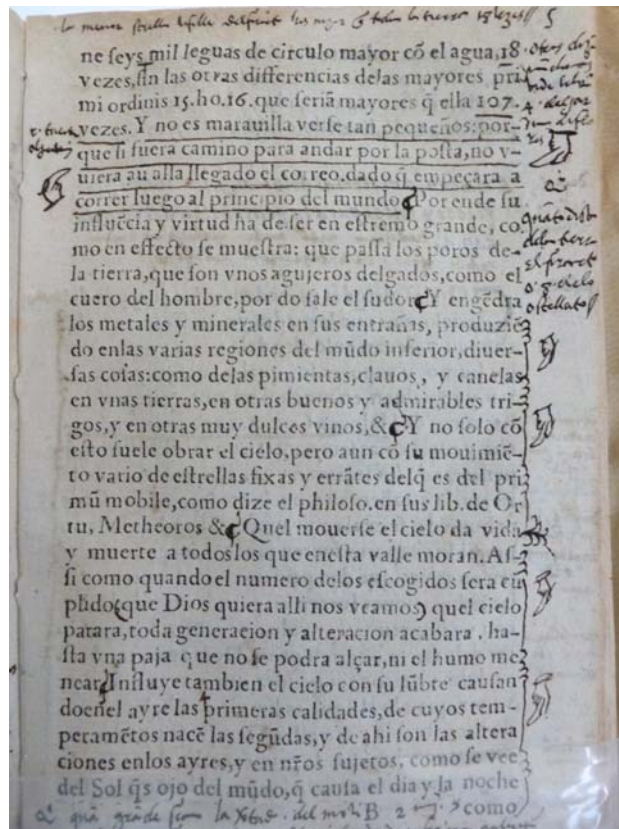 ne seys mil leguas de circulo mayor cõ el agua, 18
vezes, sin las otras differencias delas mayores pri
mi ordinis 15. ho. 16. que seriã mayores q̃ ella 107.
vezes. Y no es marauilla verse tan pequeños: por-
que si fuera camino para andar por la posta, no v-
uiera au alla llegado el correo. dado q̃ empeçara a
correr luego al principio del mundo Por ende su
influẽcia y virtud ha de ser en estremo grande, co
mo en effecto se muestra: que passa los poros de-
la tierra, que son vnos agujeros delgados, como el
cuero del hombre, por do sale el sudor Y engẽdra
los metales y minerales en sus entrañas, produziẽ
do enlas varias regiones del mũdo inferior, diuer-
sas cosas: como delas pimientas, clauos, y canelas
en vnas tierras, en otras buenos y admirables tri-
gos, y en otras muy dulces vinos, & Y no solo cõ
esto suele obrar el cielo, pero aun cõ su mouimiẽ-
to vario de estrellas fixas y errãtes delq̃ es del pri
mũ mobile, como dize el philoso. en sus lib. de Or
tu, Metheoros & Quel mouerse el cielo da vida
y muerte a todos los que enesta valle moran. As-
si como quando el numero delos escogidos sera cũ
plido (que Dios quiera alli nos veamos) quel cielo
parara, toda generacion y alteracion acabara. ha-
sta vna paja que no se podra alçar, ni el humo me
near Influye tambien el cielo con su lũbre causan
do enel ayre las primeras calidades, de cuyos tem-
peramẽtos nacẽ las segũdas, y de ahi son las altera
ciones enlos ayres, y en nr̃os sujetos, como se vee
del Sol q̃s ojo del mũdo, q̃ causa el dia y la noche
como